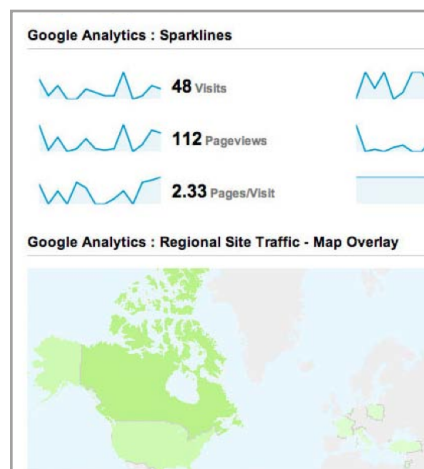 Google Analytics : Sparklines
48 Visits
112 Pageviews
2.33 Pages/Visit
Google Analytics : Regional Site Traffic - Map Overlay